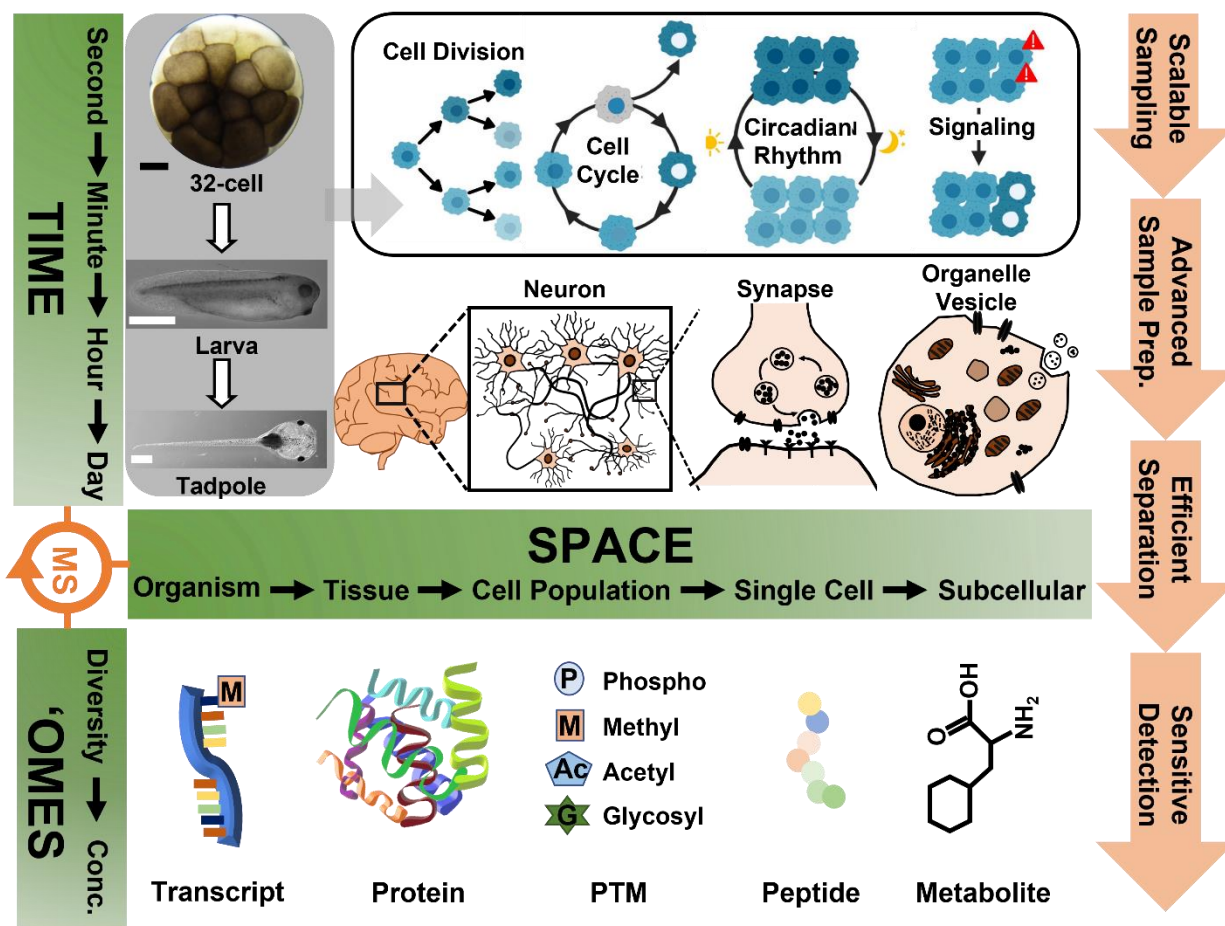 TIME
Second → Minute → Hour → Day
32-cell
Larva
Tadpole
Cell Division
Cell
Cycle
Circadian
Rhythm
Signaling
!
!
Neuron
Synapse
Organelle
Vesicle
MS
SPACE
Organism → Tissue → Cell Population → Single Cell → Subcellular
'OMES
Diversity → Conc.
M
Transcript
Protein
P Phospho
M Methyl
Ac Acetyl
G Glycosyl
PTM
Peptide
OH
O
NH2
Metabolite
Scalable
Sampling
Advanced
Sample Prep.
Efficient
Separation
Sensitive
Detection